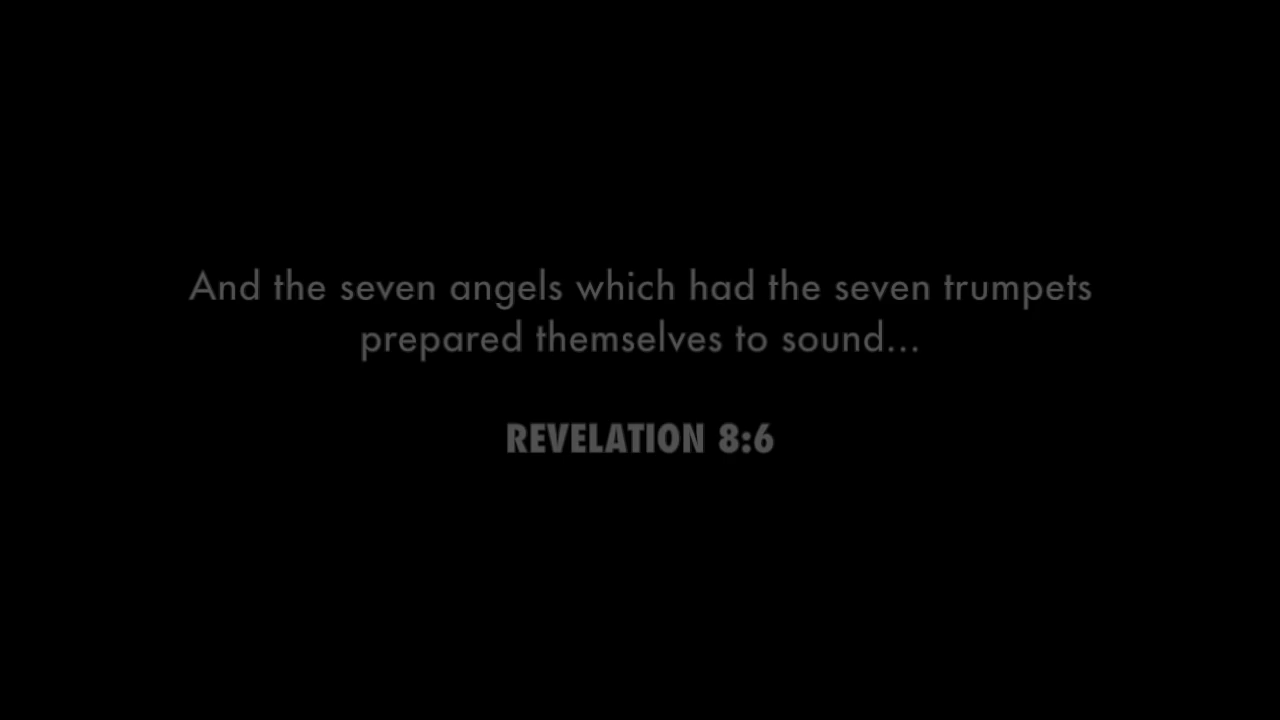 And the seven angels which had the seven trumpets
prepared themselves to sound...
REVELATION 8:6